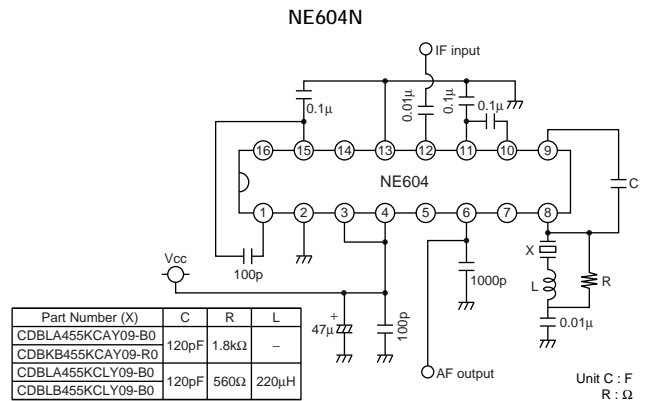 NE604N
IF input
0.1μ
0.01μ
0.1μ
0.1μ
16 15 14 13 12 11 10 9
NE604
C
1 2 3 4 5 6 7 8
X
L
R
Vcc
100p
1000p
0.01μ
+
47μ
100p
AF output
Part Number (X) C R L
CDBLA455KCAY09-B0
CDBKB455KCAY09-R0
120pF 1.8kΩ –
CDBLA455KCLY09-B0
CDBLB455KCLY09-B0
120pF 560Ω 220μH
Unit C : F
R : Ω